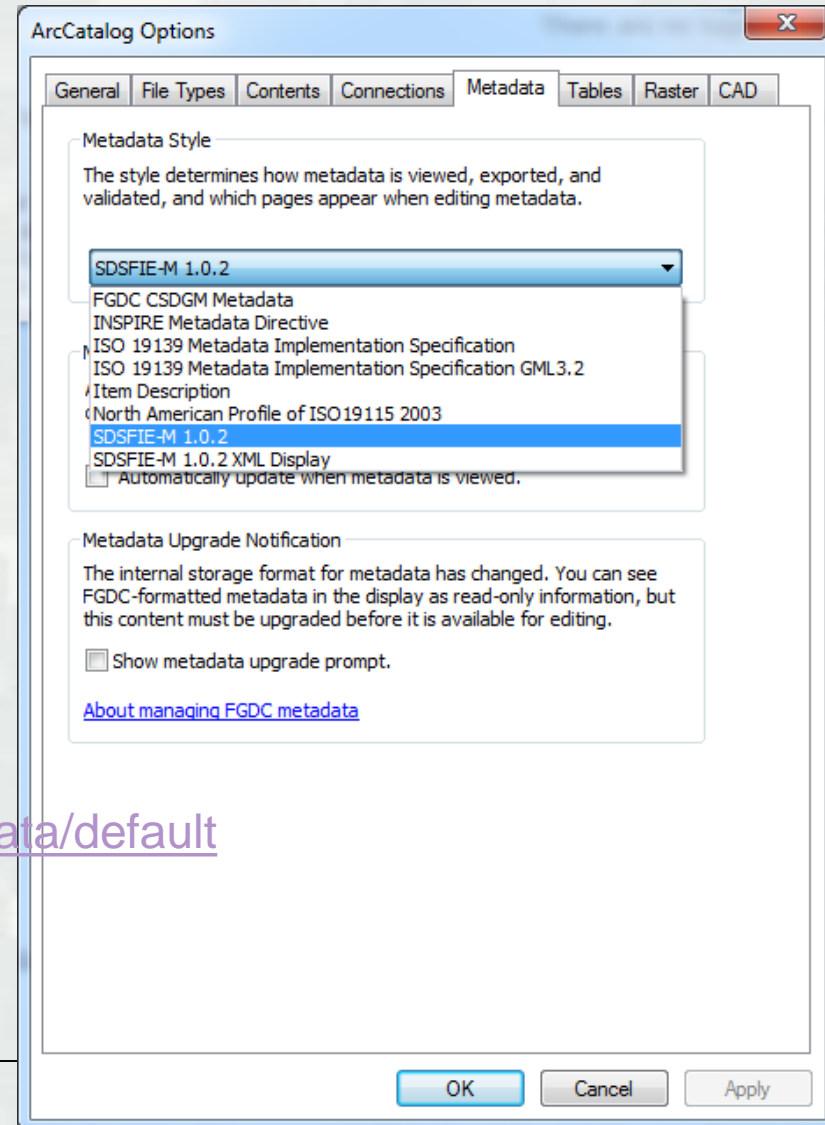 ArcCatalog Options
General File Types Contents Connections Metadata Tables Raster CAD
Metadata Style
The style determines how metadata is viewed, exported, and
validated, and which pages appear when editing metadata.
SDSFIE-M 1.0.2
FGDC CSDGM Metadata
INSPIRE Metadata Directive
ISO 19139 Metadata Implementation Specification
ISO 19139 Metadata Implementation Specification GML3.2
Item Description
North American Profile of ISO19115 2003
SDSFIE-M 1.0.2
SDSFIE-M 1.0.2 XML Display
Automatically update when metadata is viewed.
Metadata Upgrade Notification
The internal storage format for metadata has changed. You can see
FGDC-formatted metadata in the display as read-only information, but
this content must be upgraded before it is available for editing.
Show metadata upgrade prompt.
About managing FGDC metadata
ata/default
OK Cancel Apply